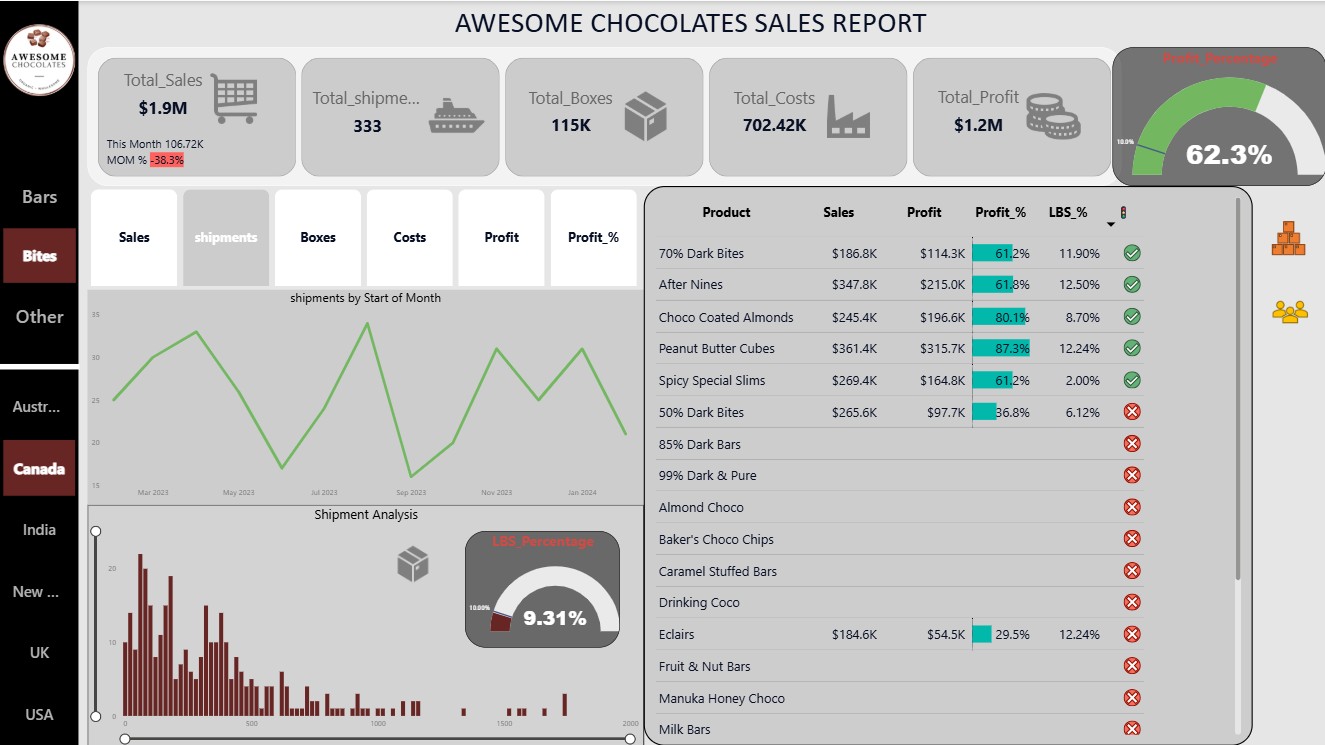 AWESOME CHOCOLATES SALES REPORT
AWESOME
CHOCOLATES
Bars
Bites
Other
Austr...
Canada
India
New ...
UK
USA
Total_Sales
$1.9M
This Month 106.72K
MOM % -38.3%
Total_shipme...
333
Total_Boxes
115K
Total_Costs
702.42K
Total_Profit
$1.2M
Profit_Percentage
10.0%
62.3%
Sales shipments Boxes Costs Profit Profit_%
shipments by Start of Month
35
30
25
20
15
Mar 2023 May 2023 Jul 2023 Sep 2023 Nov 2023 Jan 2024
Shipment Analysis
20
10
0
0 500 1000 1500 2000
LBS_Percentage
10.00%
9.31%
Product Sales Profit Profit_% LBS_%
70% Dark Bites $186.8K $114.3K 61.2% 11.90%
After Nines $347.8K $215.0K 61.8% 12.50%
Choco Coated Almonds $245.4K $196.6K 80.1% 8.70%
Peanut Butter Cubes $361.4K $315.7K 87.3% 12.24%
Spicy Special Slims $269.4K $164.8K 61.2% 2.00%
50% Dark Bites $265.6K $97.7K 36.8% 6.12%
85% Dark Bars
99% Dark & Pure
Almond Choco
Baker's Choco Chips
Caramel Stuffed Bars
Drinking Coco
Eclairs $184.6K $54.5K 29.5% 12.24%
Fruit & Nut Bars
Manuka Honey Choco
Milk Bars